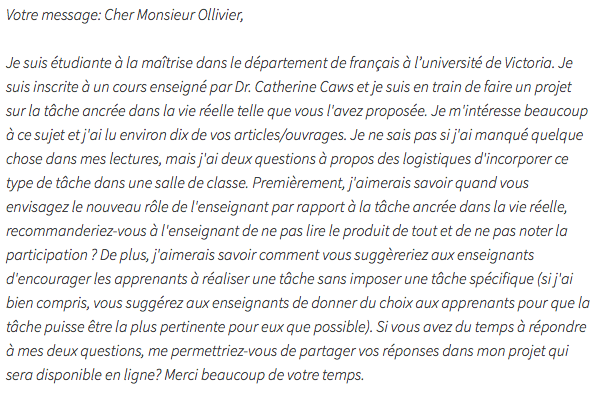 Votre message: Cher Monsieur Ollivier,
Je suis étudiante à la maîtrise dans le département de français à l'université de Victoria. Je
suis inscrite à un cours enseigné par Dr. Catherine Caws et je suis en train de faire un projet
sur la tâche ancrée dans la vie réelle telle que vous l'avez proposée. Je m'intéresse beaucoup
à ce sujet et j'ai lu environ dix de vos articles/ouvrages. Je ne sais pas si j'ai manqué quelque
chose dans mes lectures, mais j'ai deux questions à propos des logistiques d'incorporer ce
type de tâche dans une salle de classe. Premièrement, j'aimerais savoir quand vous
envisagez le nouveau rôle de l'enseignant par rapport à la tâche ancrée dans la vie réelle,
recommanderiez-vous à l'enseignant de ne pas lire le produit de tout et de ne pas noter la
participation ? De plus, j'aimerais savoir comment vous suggèreriez aux enseignants
d'encourager les apprenants à réaliser une tâche sans imposer une tâche spécifique (si j'ai
bien compris, vous suggérez aux enseignants de donner du choix aux apprenants pour que la
tâche puisse être la plus pertinente pour eux que possible). Si vous avez du temps à répondre
à mes deux questions, me permettriez-vous de partager vos réponses dans mon projet qui
sera disponible en ligne? Merci beaucoup de votre temps.